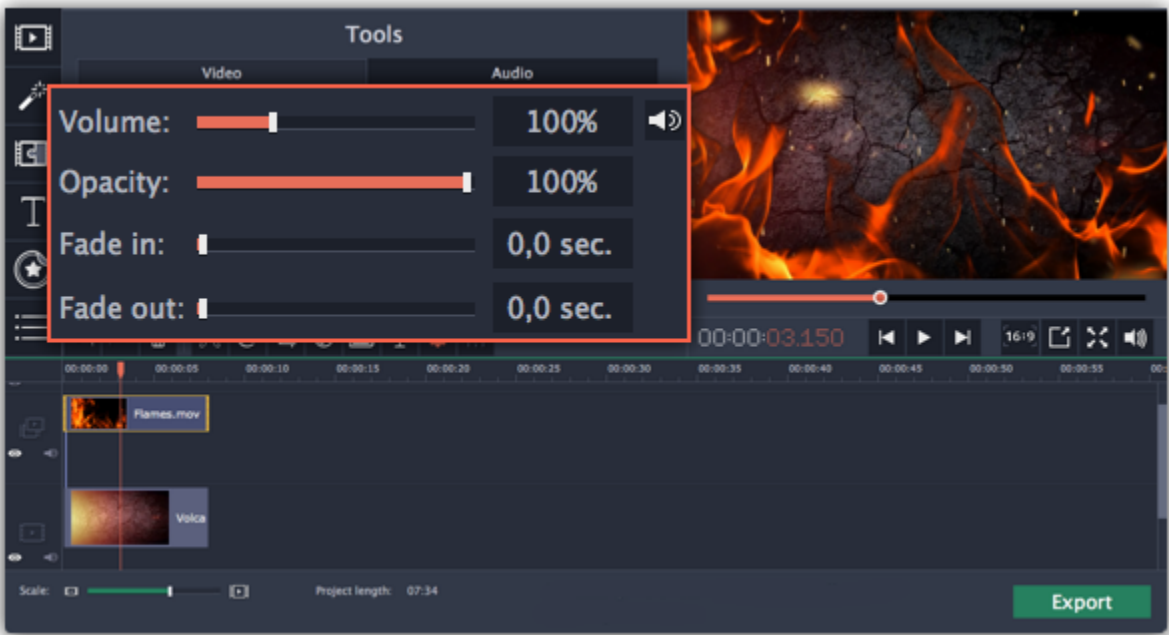 Tools
Video
Audio
Volume: 100%
Opacity: 100%
Fade in: 0,0 sec.
Fade out: 0,0 sec.
T
00:00:03.150
16:9
00:00:00 00:00:05 00:00:10 00:00:15 00:00:20 00:00:25 00:00:30 00:00:35 00:00:40 00:00:45 00:00:50 00:00:55 00:
Flames.mov
Volca
Scale: Project length: 07:34
Export